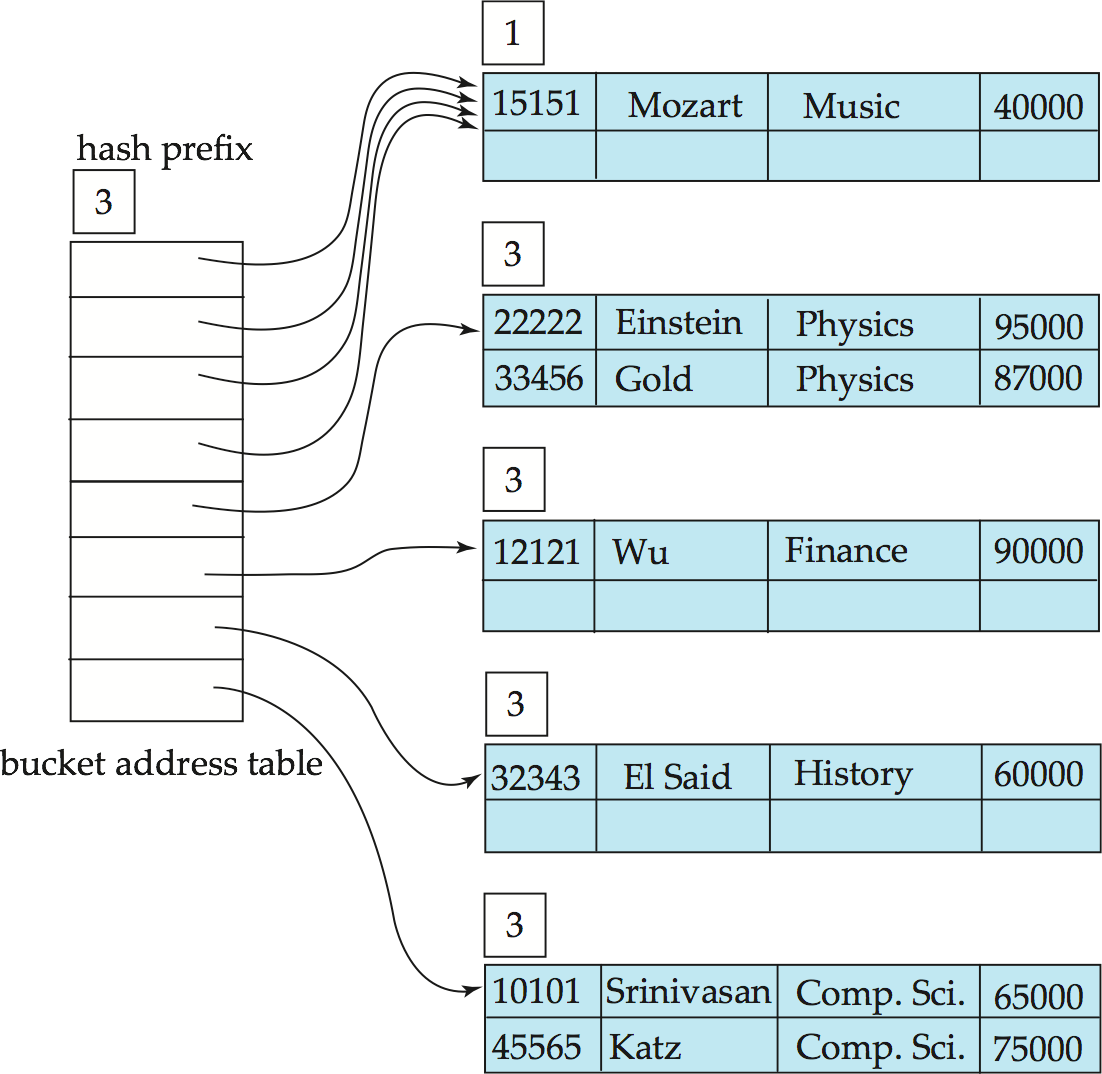 hash prefix
3
bucket address table
1
15151 Mozart Music 40000
3
22222 Einstein Physics 95000
33456 Gold Physics 87000
3
12121 Wu Finance 90000
3
32343 El Said History 60000
3
10101 Srinivasan Comp. Sci. 65000
45565 Katz Comp. Sci. 75000